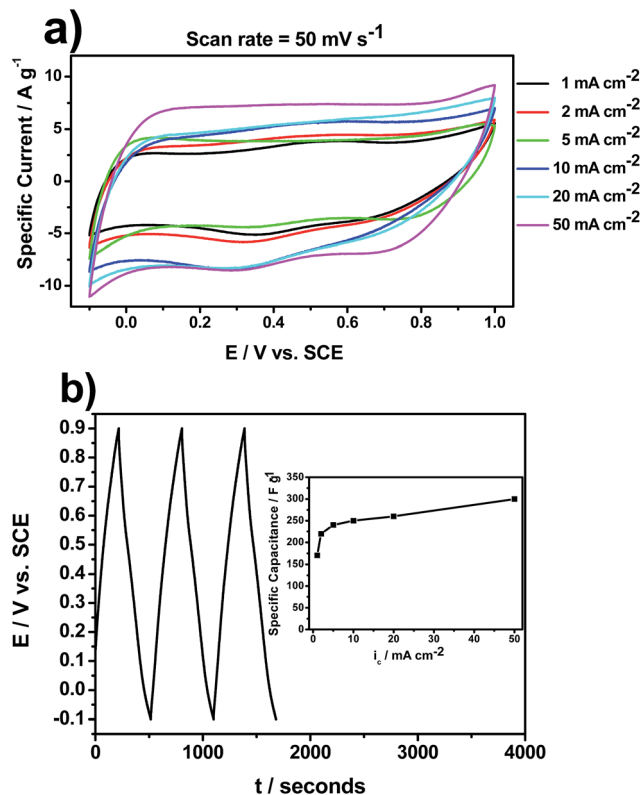 a)
Scan rate = 50 mV s-1
10
5
0
-5
-10
Specific Current / A g-1
0.0 0.2 0.4 0.6 0.8 1.0
E / V vs. SCE
1 mA cm-2
2 mA cm-2
5 mA cm-2
10 mA cm-2
20 mA cm-2
50 mA cm-2
b)
0.9
0.8
0.7
0.6
0.5
0.4
0.3
0.2
0.1
0.0
-0.1
E / V vs. SCE
0 1000 2000 3000 4000
t / seconds
350
300
250
200
150
100
50
0
Specific Capacitance / F g1
0 10 20 30 40 50
ic / mA cm-2